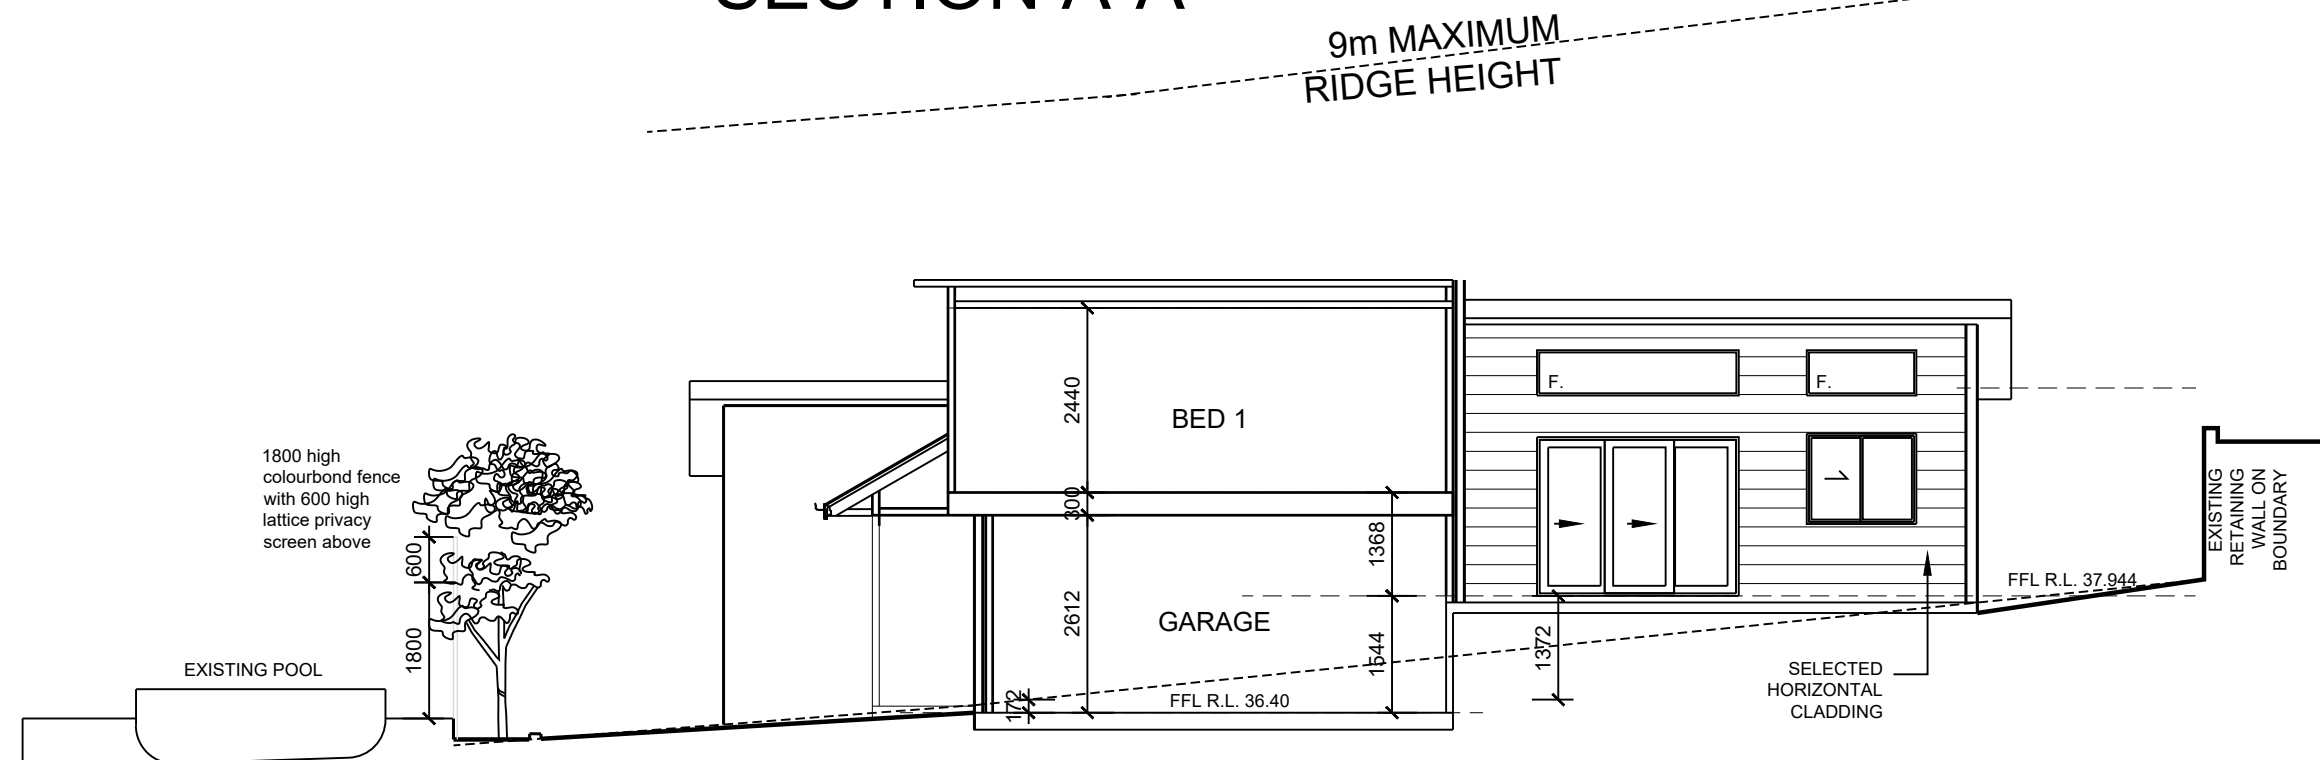 SECTION A-A
9m MAXIMUM
RIDGE HEIGHT
1800 high
colourbond fence
with 600 high
lattice privacy
screen above
600
1800
EXISTING POOL
2440
BED 1
300
2612
GARAGE
172
FFL R.L. 36.40
1368
1544
F.
F.
1372
SELECTED
HORIZONTAL
CLADDING
FFL R.L. 37.944
EXISTING
RETAINING
WALL ON
BOUNDARY